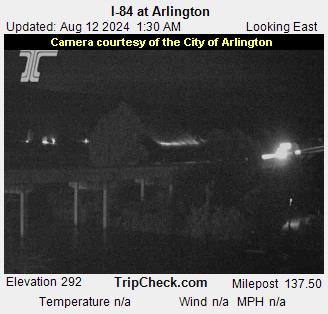 I-84 at Arlington
Updated: Aug 12 2024 1:30 AM Looking East
Camera courtesy of the City of Arlington
Elevation 292 TripCheck.com Milepost 137.50
Temperature n/a Wind n/a MPH n/a